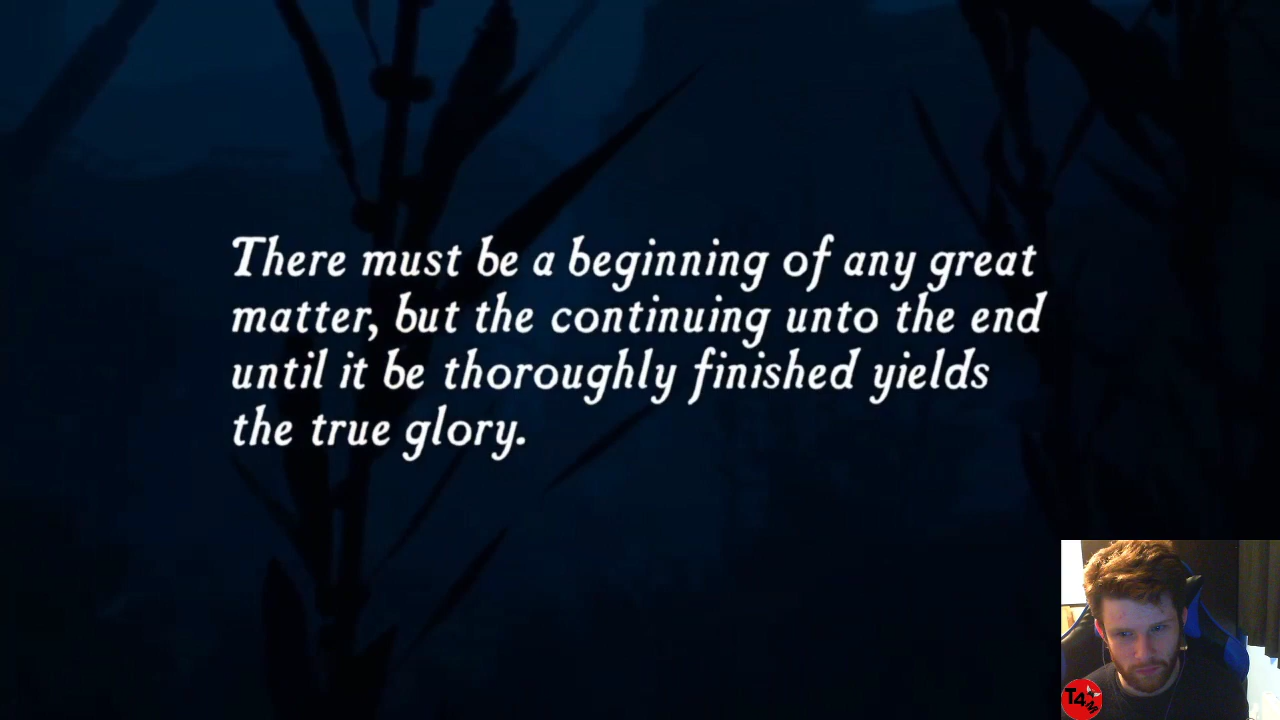 There must be a beginning of any great
matter, but the continuing unto the end
until it be thoroughly finished yields
the true glory.
T4M